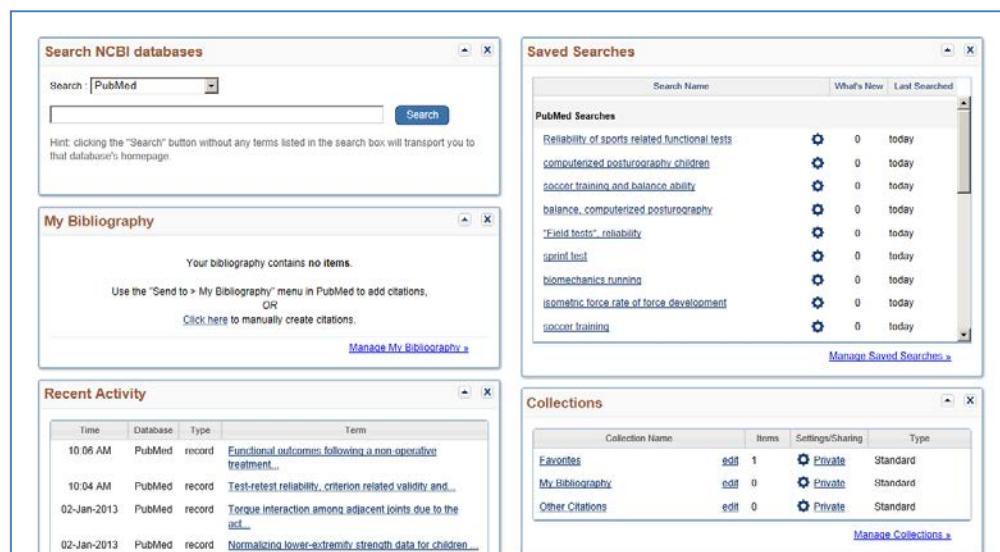 Search NCBI databases
Search : PubMed
Search
Hint: clicking the "Search" button without any terms listed in the search box will transport you to
that database's homepage.
My Bibliography
Your bibliography contains no items.
Use the "Send to > My Bibliography" menu in PubMed to add citations,
OR
Click here to manually create citations.
Manage My Bibliography »
Recent Activity
Time Database Type Term
10:06 AM PubMed record Functional outcomes following a non-operative
treatment...
10:04 AM PubMed record Test-retest reliability, criterion related validity and...
02-Jan-2013 PubMed record Torque interaction among adjacent joints due to the
act...
02-Jan-2013 PubMed record Normalizing lower-extremity strength data for children ...
Saved Searches
Search Name What's New Last Searched
PubMed Searches
Reliability of sports related functional tests 0 today
computerized posturography children 0 today
soccer training and balance ability 0 today
balance, computerized posturography 0 today
"Field tests", reliability 0 today
sprint test 0 today
biomechanics running 0 today
isometric force rate of force development 0 today
soccer training 0 today
Manage Saved Searches »
Collections
Collection Name Items Settings/Sharing Type
Favorites edit 1 Private Standard
My Bibliography edit 0 Private Standard
Other Citations edit 0 Private Standard
Manage Collections »